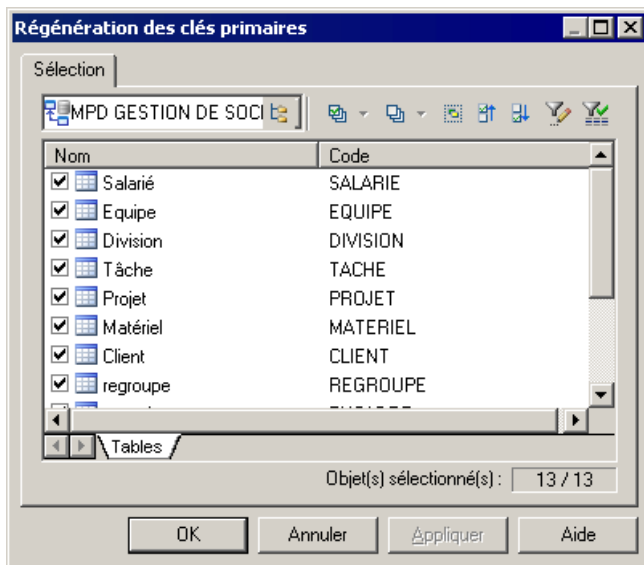 Régénération des clés primaires
Sélection
MPD GESTION DE SOCI
Nom Code
Salarié SALARIE
Equipe EQUIPE
Division DIVISION
Tâche TACHE
Projet PROJET
Matériel MATERIEL
Client CLIENT
regroupe REGROUPE
Tables
Objet(s) sélectionné(s) : 13 / 13
OK Annuler Appliquer Aide